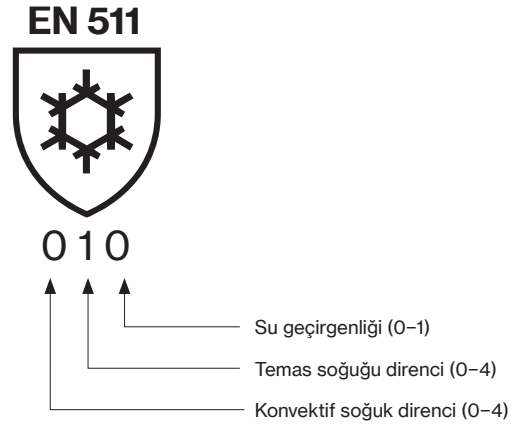 EN 511
0 1 0
Su geçirgenliği (0–1)
Temas soğuğu direnci (0–4)
Konvektif soğuk direnci (0–4)